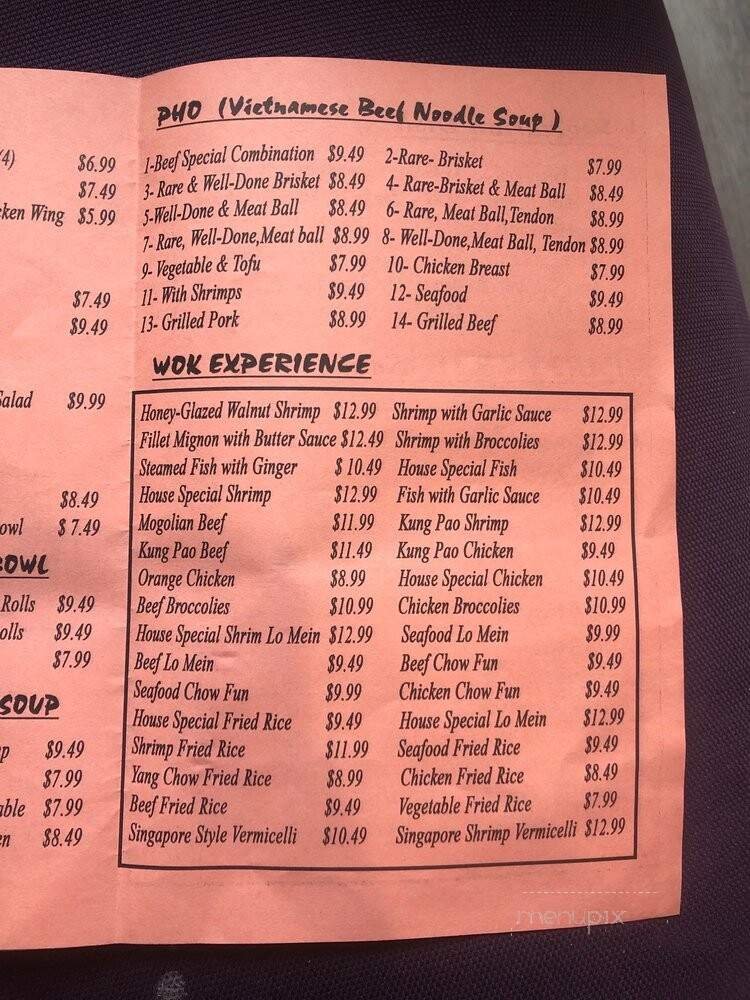 (4) $6.99
$7.49
cken Wing $5.99
$7.49
$9.49
Salad $9.99
$8.49
owl $ 7.49
BOWL
Rolls $9.49
olls $9.49
$7.99
SOUP
p $9.49
$7.99
able $7.99
en $8.49
PHO (Vietnamese Beef Noodle Soup )
1-Beef Special Combination $9.49 2-Rare- Brisket $7.99
3- Rare & Well-Done Brisket $8.49 4- Rare-Brisket & Meat Ball $8.49
5-Well-Done & Meat Ball $8.49 6- Rare, Meat Ball,Tendon $8.99
7- Rare, Well-Done,Meat ball $8.99 8- Well-Done,Meat Ball, Tendon $8.99
9- Vegetable & Tofu $7.99 10- Chicken Breast $7.99
11- With Shrimps $9.49 12- Seafood $9.49
13- Grilled Pork $8.99 14- Grilled Beef $8.99
WOK EXPERIENCE
Honey-Glazed Walnut Shrimp $12.99 Shrimp with Garlic Sauce $12.99
Fillet Mignon with Butter Sauce $12.49 Shrimp with Broccolies $12.99
Steamed Fish with Ginger $ 10.49 House Special Fish $10.49
House Special Shrimp $12.99 Fish with Garlic Sauce $10.49
Mogolian Beef $11.99 Kung Pao Shrimp $12.99
Kung Pao Beef $11.49 Kung Pao Chicken $9.49
Orange Chicken $8.99 House Special Chicken $10.49
Beef Broccolies $10.99 Chicken Broccolies $10.99
House Special Shrim Lo Mein $12.99 Seafood Lo Mein $9.99
Beef Lo Mein $9.49 Beef Chow Fun $9.49
Seafood Chow Fun $9.99 Chicken Chow Fun $9.49
House Special Fried Rice $9.49 House Special Lo Mein $12.99
Shrimp Fried Rice $11.99 Seafood Fried Rice $9.49
Yang Chow Fried Rice $8.99 Chicken Fried Rice $8.49
Beef Fried Rice $9.49 Vegetable Fried Rice $7.99
Singapore Style Vermicelli $10.49 Singapore Shrimp Vermicelli $12.99
menupix